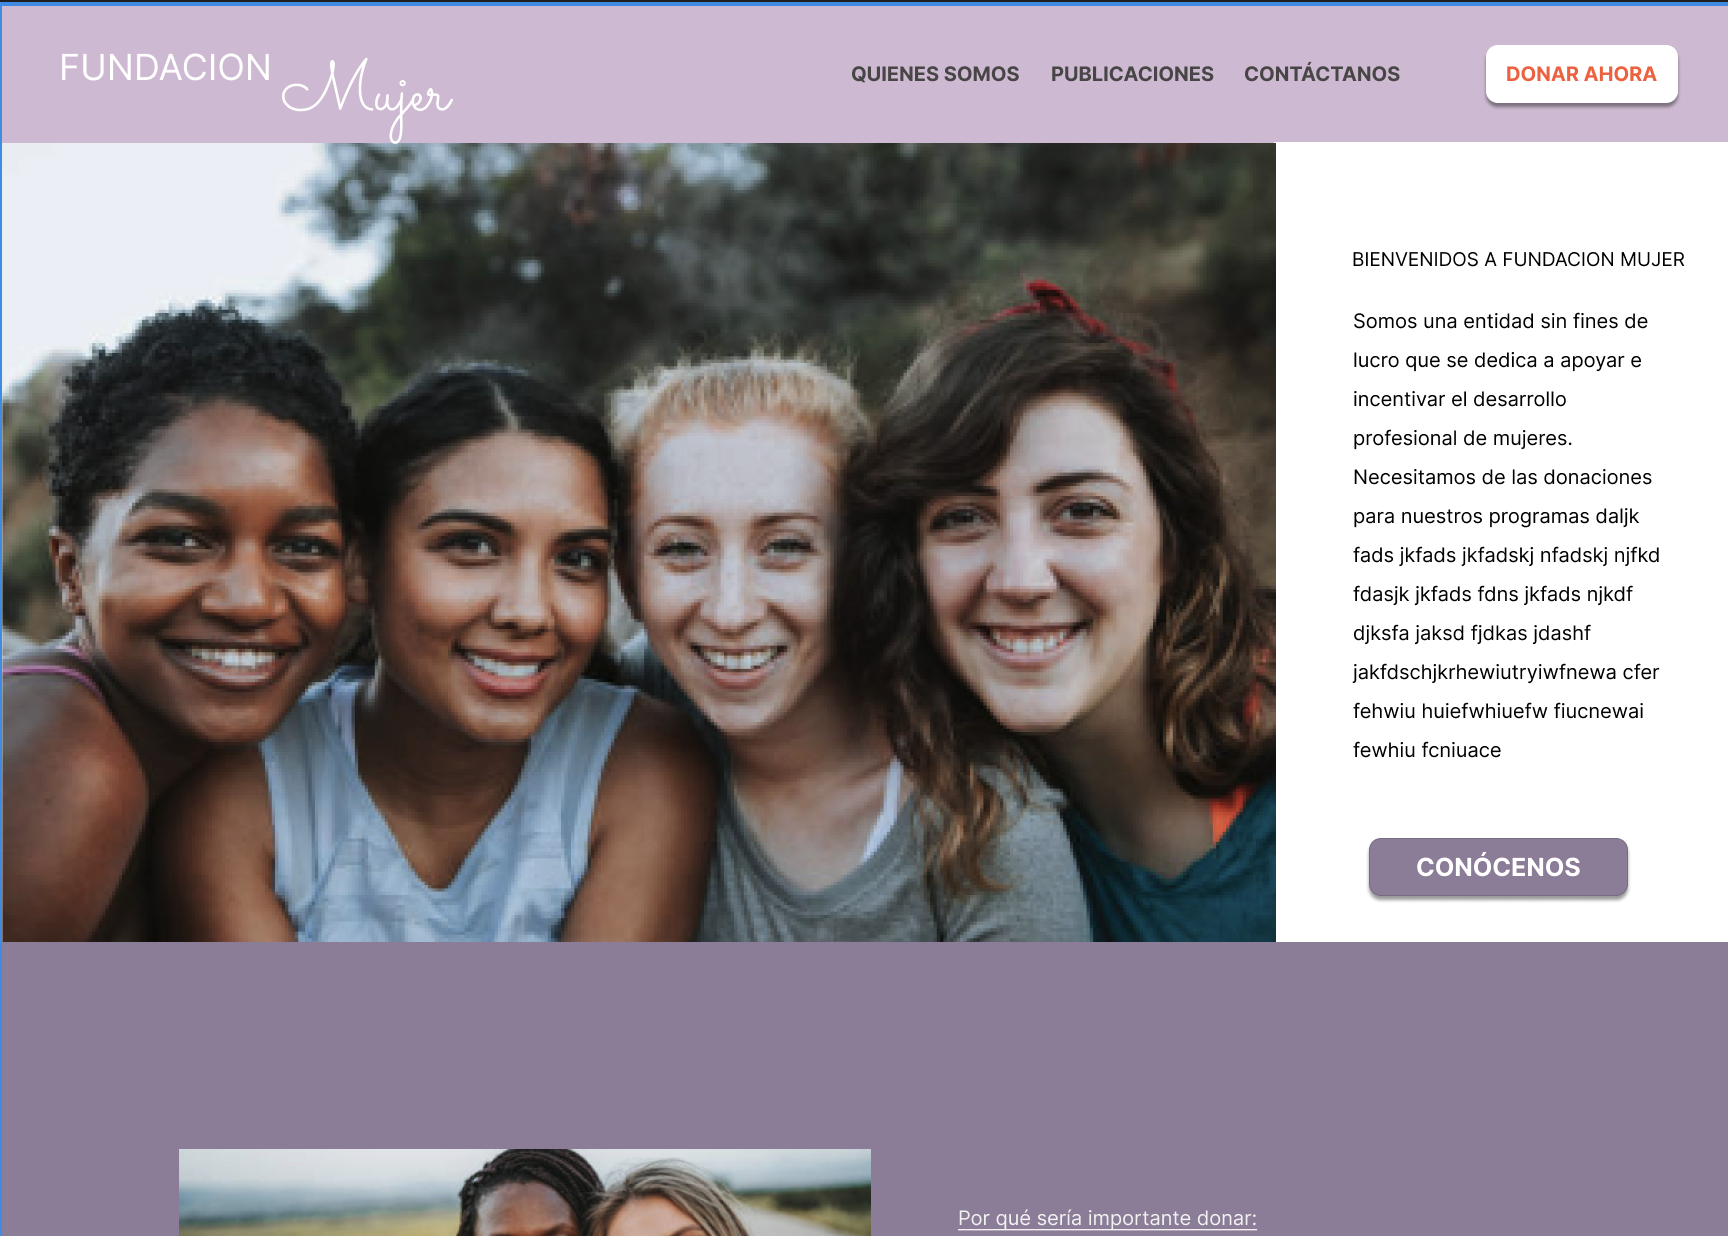 FUNDACION Mujer
QUIENES SOMOS PUBLICACIONES CONTÁCTANOS DONAR AHORA
BIENVENIDOS A FUNDACION MUJER
Somos una entidad sin fines de
lucro que se dedica a apoyar e
incentivar el desarrollo
profesional de mujeres.
Necesitamos de las donaciones
para nuestros programas daljk
fads jkfads jkfadskj nfadskj njfkd
fdasjk jkfads fdns jkfads njkdf
djksfa jaksd fjdkas jdashf
jakfdschjkrhewiutryiwfnewa cfer
fehwiu huiefwhiuefw fiucnewai
fewhiu fcniuace
CONÓCENOS
Por qué sería importante donar: